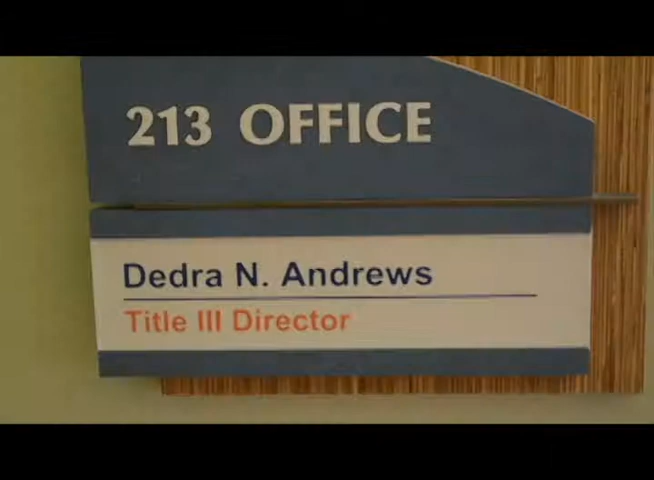 213 OFFICE
Dedra N. Andrews
Title III Director